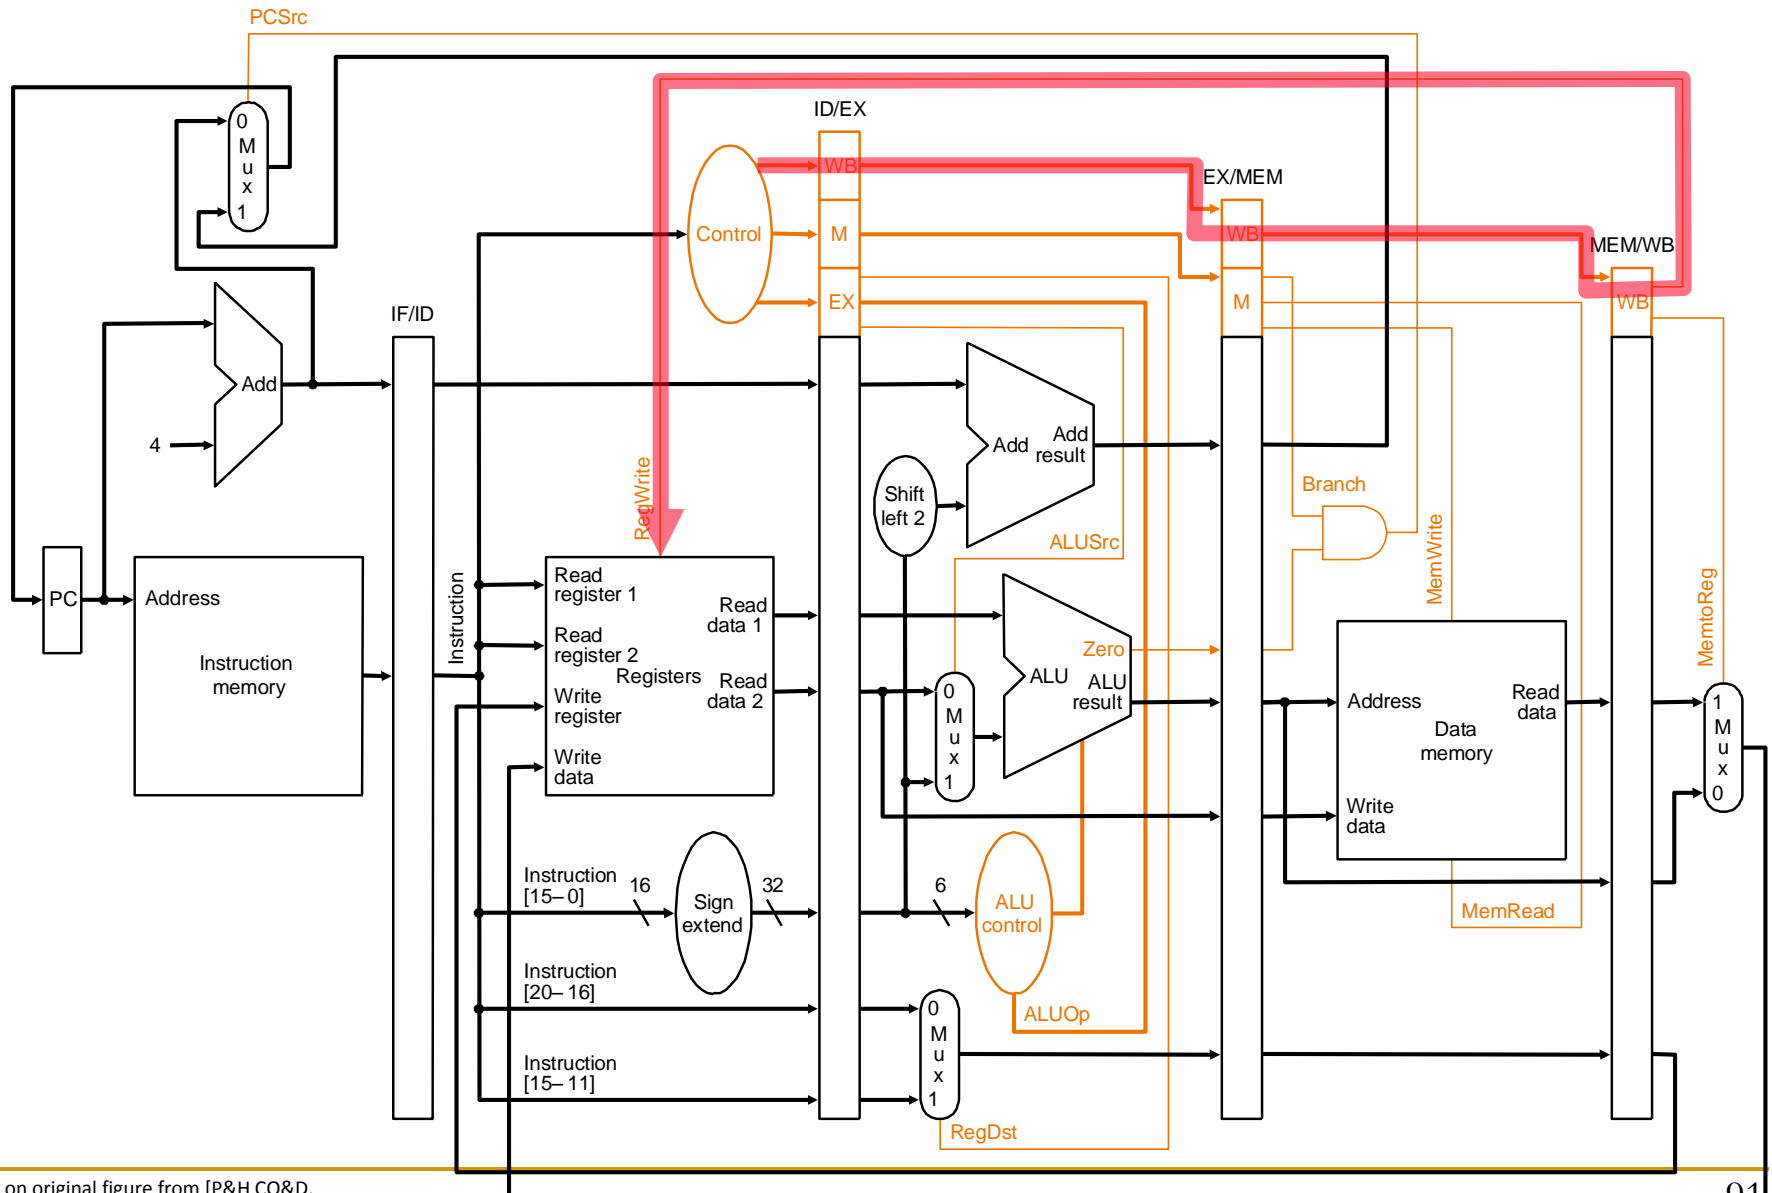 PCSrc
ID/EX
0
M
u
x
1
WB
EX/MEM
Control
M
WB
MEM/WB
EX
M
WB
IF/ID
Add
4
Add
Add
result
RegWrite
Shift
left 2
Branch
ALUSrc
MemWrite
MemtoReg
Instruction
PC
Address
Instruction
memory
Read
register 1
Read
register 2
Registers
Write
register
Write
data
Read
data 1
Read
data 2
0
M
u
x
1
Zero
ALU
ALU
result
Address
Data
memory
Read
data
Write
data
1
M
u
x
0
Instruction
[15–0]
16
Sign
extend
32
6
ALU
control
MemRead
Instruction
[20–16]
ALUOp
0
M
u
x
1
Instruction
[15–11]
RegDst
on original figure from [P&H CO&D,
91